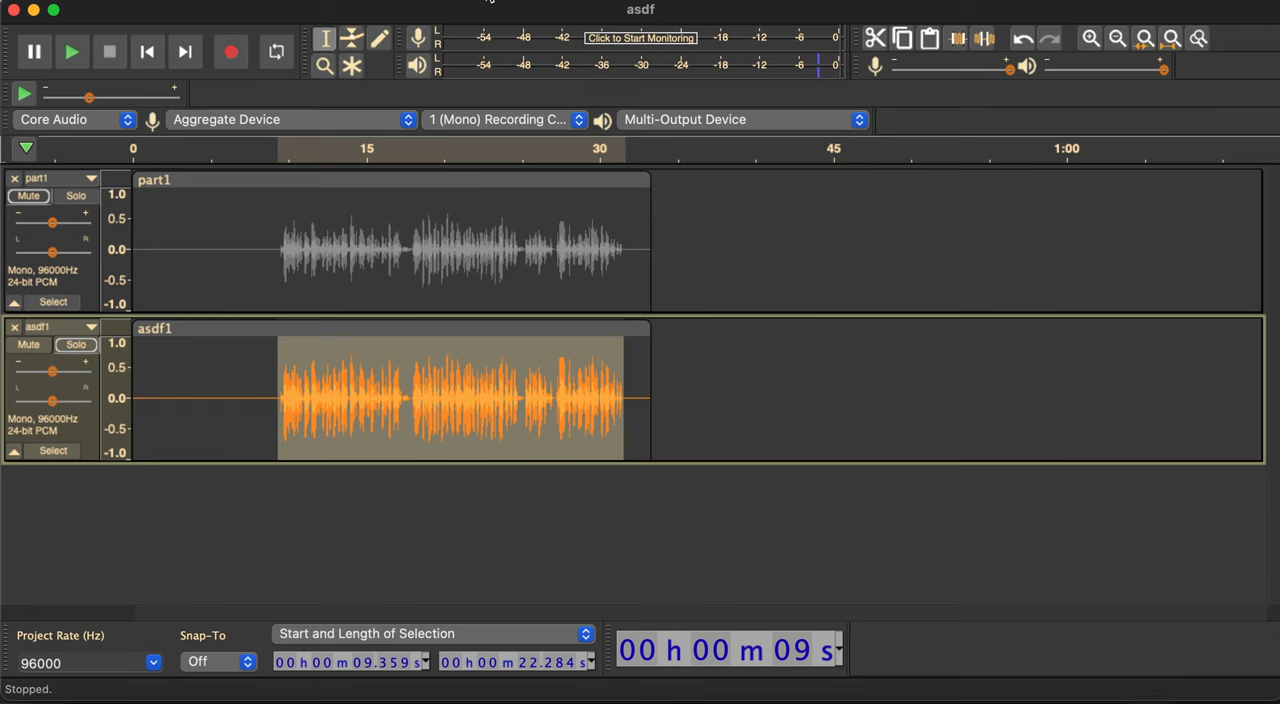 asdf
L
R
-54 -48 -42 Click to Start Monitoring -18 -12 -6 0
L
R
-54 -48 -42 -36 -30 -24 -18 -12 -6 0
- +
- +
- +
Core Audio Aggregate Device 1 (Mono) Recording C... Multi-Output Device
0 15 30 45 1:00
× part1
Mute Solo
- +
L R
Mono, 96000Hz
24-bit PCM
Select
1.0
0.5-
0.0-
-0.5-
-1.0
part1
× asdf1
Mute Solo
- +
L R
Mono, 96000Hz
24-bit PCM
Select
1.0
0.5-
0.0-
-0.5-
-1.0
asdf1
Project Rate (Hz) Snap-To Start and Length of Selection
96000 Off 00 h 00 m 09.359 s 00 h 00 m 22.284 s
00 h 00 m 09 s
Stopped.